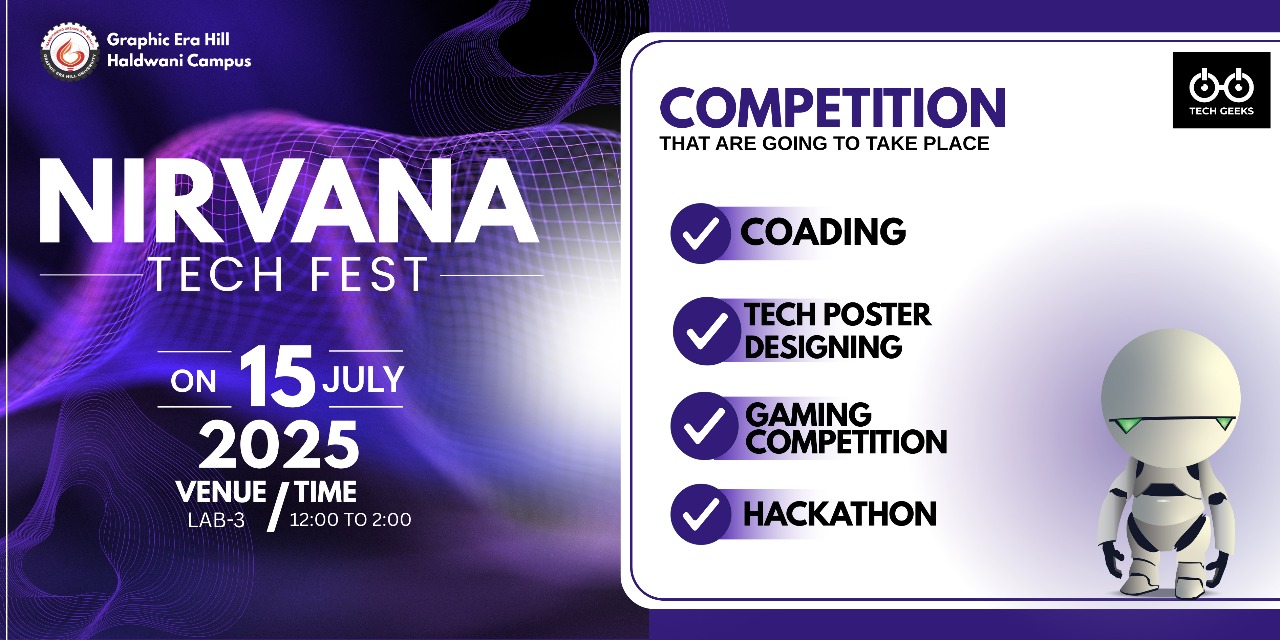 Graphic Era Hill
Haldwani Campus
NIRVANA
TECH FEST
ON 15 JULY
2025
VENUE / TIME
LAB-3 12:00 TO 2:00
COMPETITION
THAT ARE GOING TO TAKE PLACE
TECH GEEKS
COADING
TECH POSTER
DESIGNING
GAMING
COMPETITION
HACKATHON